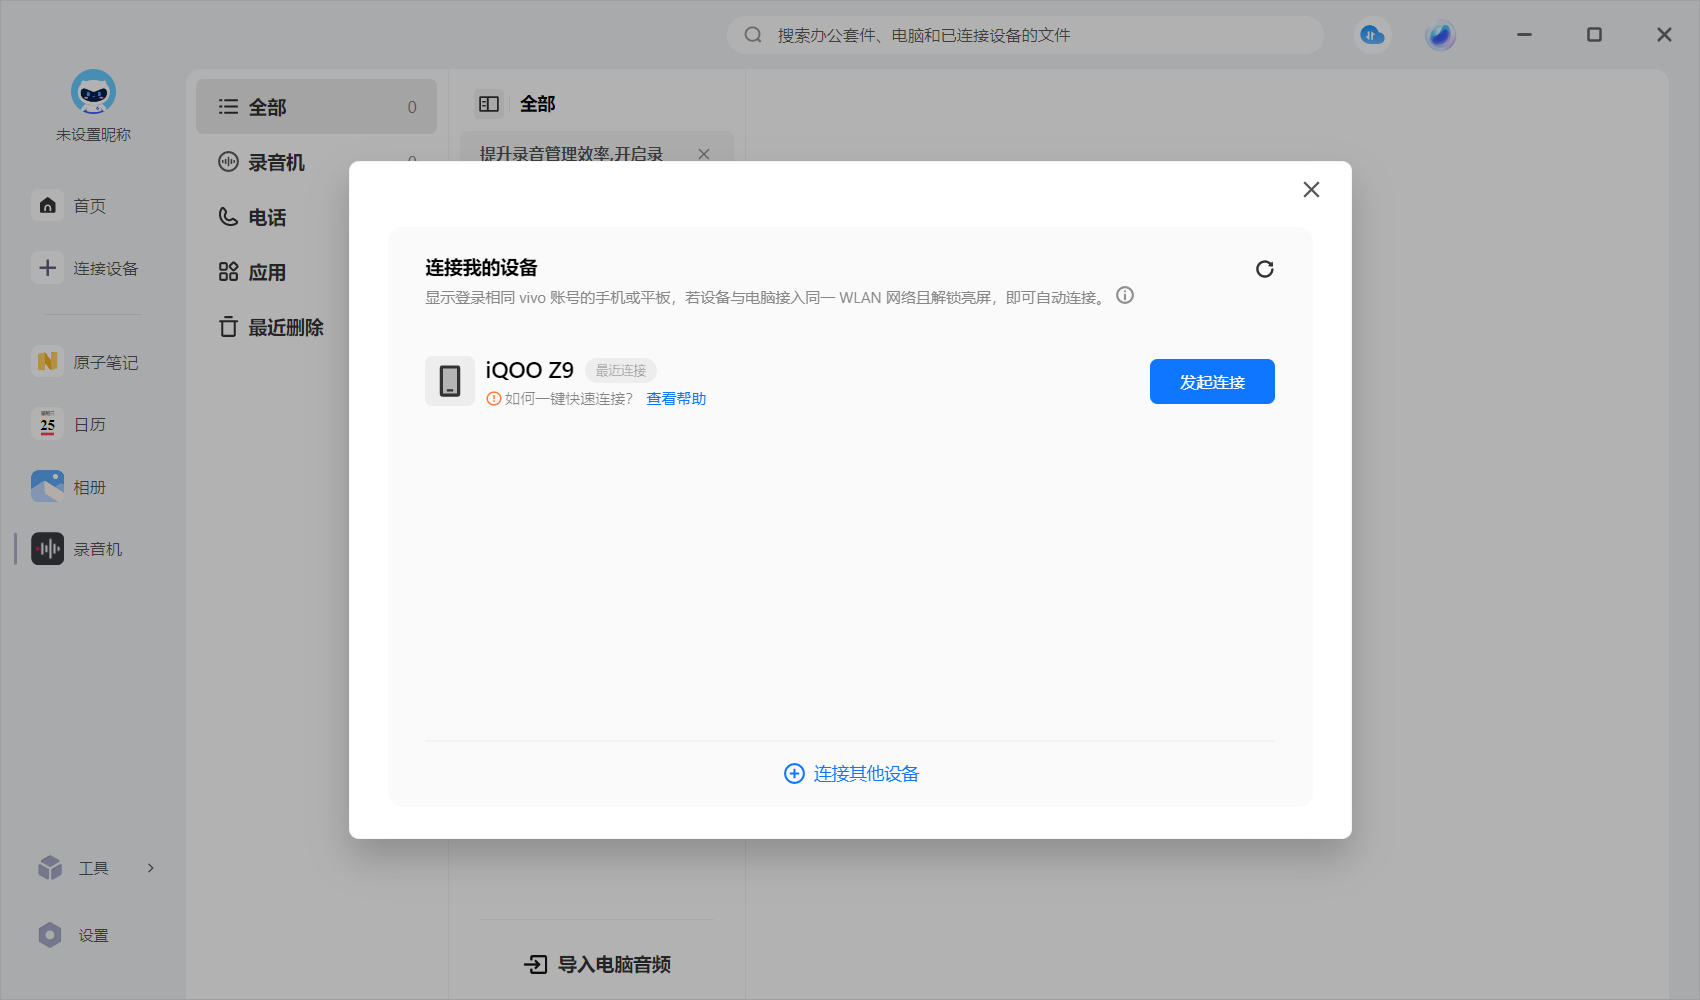 搜索办公套件、电脑和已连接设备的文件
未设置昵称
首页
连接设备
原子笔记
25
日历
相册
录音机
工具
设置
全部 0
录音机
电话
应用
最近删除
全部
提升录音管理效率,开启录
连接我的设备
显示登录相同 vivo 账号的手机或平板，若设备与电脑接入同一 WLAN 网络且解锁亮屏，即可自动连接。
iQOO Z9 最近连接
如何一键快速连接？ 查看帮助
发起连接
连接其他设备
导入电脑音频